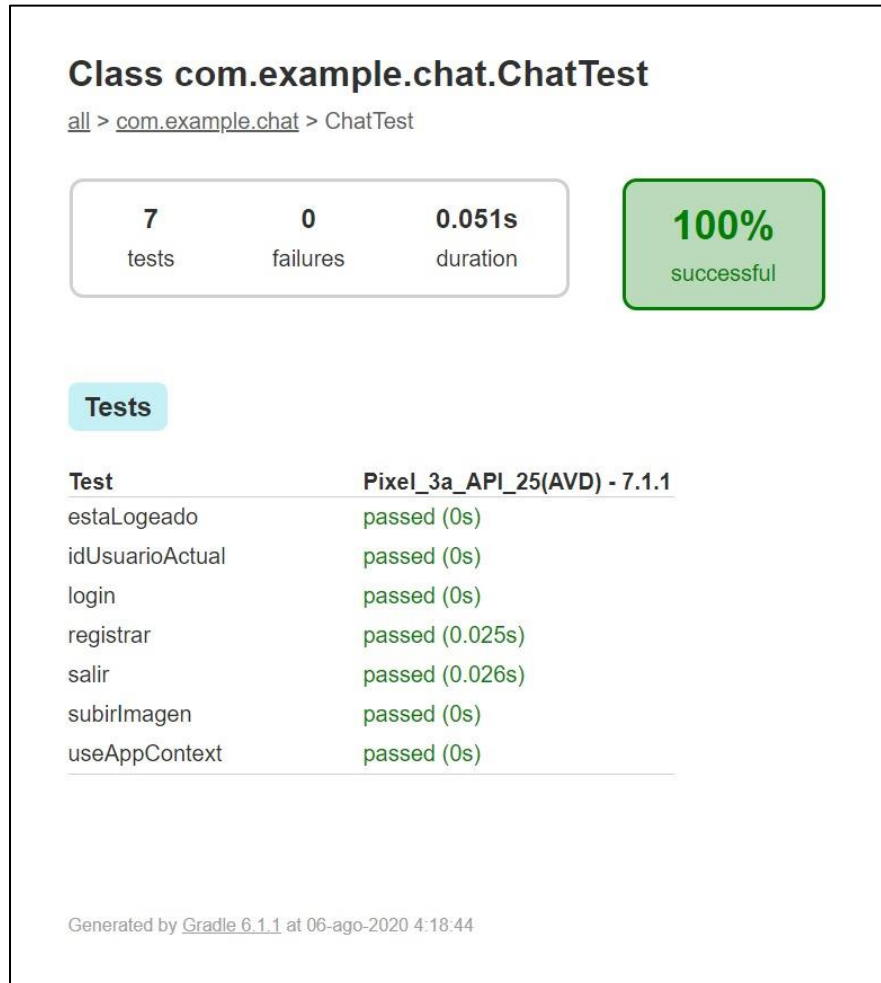 Class com.example.chat.ChatTest
all > com.example.chat > ChatTest
7 0 0.051s
tests failures duration
100%
successful
Tests
Test Pixel_3a_API_25(AVD) - 7.1.1
estaLogeado passed (0s)
idUsuarioActual passed (0s)
login passed (0s)
registrar passed (0.025s)
salir passed (0.026s)
subirImagen passed (0s)
useAppContext passed (0s)
Generated by Gradle 6.1.1 at 06-ago-2020 4:18:44